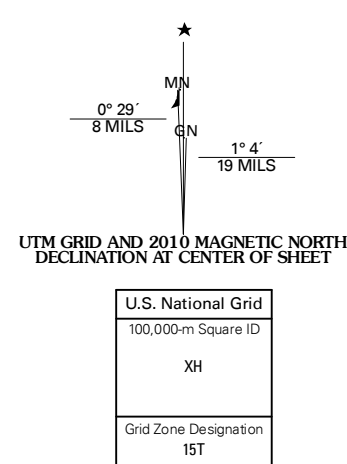 MN
0° 29´
8 MILS
GN
1° 4´
19 MILS
UTM GRID AND 2010 MAGNETIC NORTH
DECLINATION AT CENTER OF SHEET
U.S. National Grid
100,000-m Square ID
XH
Grid Zone Designation
15T